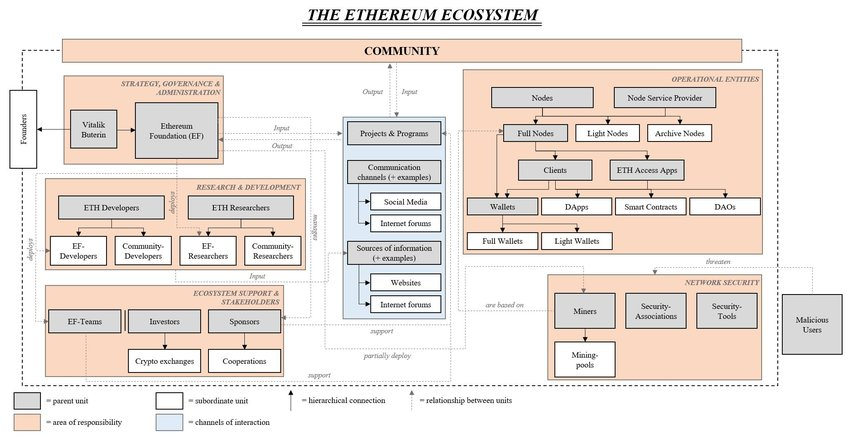 THE ETHEREUM ECOSYSTEM
COMMUNITY
STRATEGY, GOVERNANCE &
ADMINISTRATION
Founders
Vitalik
Buterin
Ethereum
Foundation (EF)
Output
Input
Input
Output
Projects & Programs
Communication
channels (+ examples)
Social Media
Internet forums
Sources of information
(+ examples)
Websites
Internet forums
OPERATIONAL ENTITIES
Nodes
Node Service Provider
Full Nodes
Light Nodes
Archive Nodes
Clients
ETH Access Apps
Wallets
DApps
Smart Contracts
DAOs
Full Wallets
Light Wallets
RESEARCH & DEVELOPMENT
deploys
ETH Developers
ETH Researchers
EF-
Developers
Community-
Developers
EF-
Researchers
Community-
Researchers
deploys
Input
threaten
ECOSYSTEM SUPPORT &
STAKEHOLDERS
EF-Teams
Investors
Sponsors
Crypto exchanges
Cooperations
support
partially deploy
support
are based on
NETWORK SECURITY
Miners
Security-
Associations
Security-
Tools
Mining-
pools
Malicious
Users
= parent unit
= subordinate unit
= hierarchical connection
= relationship between units
= area of responsibility
= channels of interaction